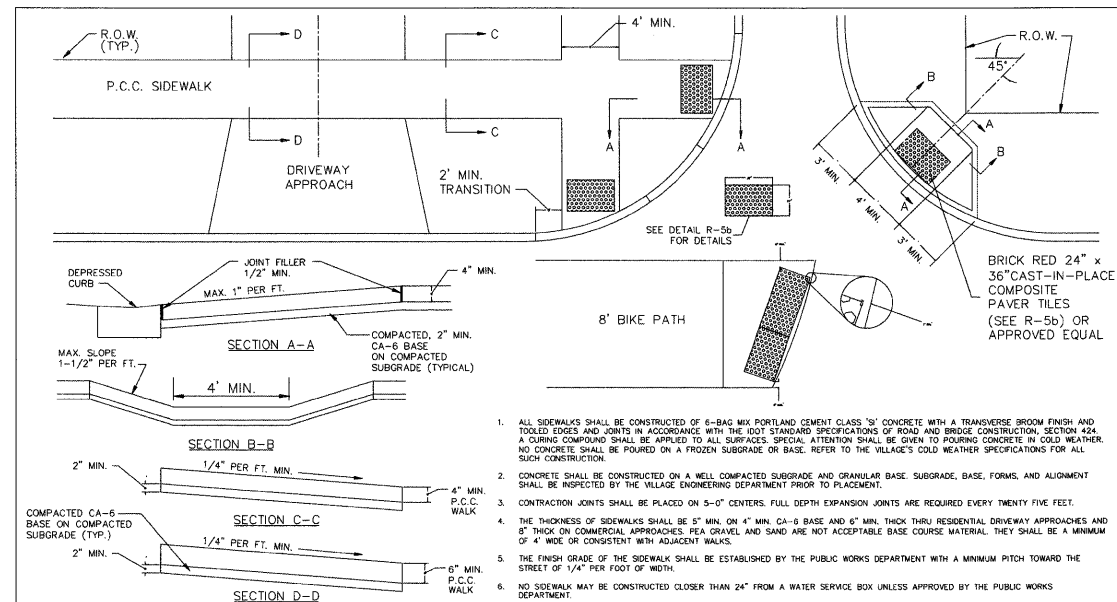 R.O.W.
(TYP.)
D
C
4' MIN.
R.O.W.
45°
P.C.C. SIDEWALK
B
A
B
D
C
A
A
DRIVEWAY
APPROACH
2' MIN.
TRANSITION
3' MIN.
4' MIN.
3' MIN.
A
SEE DETAIL R-5b
FOR DETAILS
BRICK RED 24" x
36"CAST-IN-PLACE
COMPOSITE
PAVER TILES
(SEE R-5b) OR
APPROVED EQUAL
DEPRESSED
CURB
JOINT FILLER
1/2" MIN.
4" MIN.
MAX. 1" PER FT.
SECTION A-A
COMPACTED, 2" MIN.
CA-6 BASE
ON COMPACTED
SUBGRADE (TYPICAL)
8' BIKE PATH
MAX. SLOPE
1-1/2" PER FT.
4' MIN.
SECTION B-B
2" MIN.
1/4" PER FT. MIN.
4" MIN.
P.C.C.
WALK
SECTION C-C
COMPACTED CA-6
BASE ON COMPACTED
SUBGRADE (TYP.)
2" MIN.
1/4" PER FT. MIN.
6" MIN.
P.C.C.
WALK
SECTION D-D
1. ALL SIDEWALKS SHALL BE CONSTRUCTED OF 6-BAG MIX PORTLAND CEMENT CLASS 'SI' CONCRETE WITH A TRANSVERSE BROOM FINISH AND
TOOLED EDGES AND JOINTS IN ACCORDANCE WITH THE IDOT STANDARD SPECIFICATIONS OF ROAD AND BRIDGE CONSTRUCTION, SECTION 424.
A CURING COMPOUND SHALL BE APPLIED TO ALL SURFACES. SPECIAL ATTENTION SHALL BE GIVEN TO POURING CONCRETE IN COLD WEATHER.
NO CONCRETE SHALL BE POURED ON A FROZEN SUBGRADE OR BASE. REFER TO THE VILLAGE'S COLD WEATHER SPECIFICATIONS FOR ALL
SUCH CONSTRUCTION.
2. CONCRETE SHALL BE CONSTRUCTED ON A WELL COMPACTED SUBGRADE AND GRANULAR BASE. SUBGRADE, BASE, FORMS, AND ALIGNMENT
SHALL BE INSPECTED BY THE VILLAGE ENGINEERING DEPARTMENT PRIOR TO PLACEMENT.
3. CONTRACTION JOINTS SHALL BE PLACED ON 5-0" CENTERS. FULL DEPTH EXPANSION JOINTS ARE REQUIRED EVERY TWENTY FIVE FEET.
4. THE THICKNESS OF SIDEWALKS SHALL BE 5" MIN. ON 4" MIN. CA-6 BASE AND 6" MIN. THICK THRU RESIDENTIAL DRIVEWAY APPROACHES AND
8" THICK ON COMMERCIAL APPROACHES. PEA GRAVEL AND SAND ARE NOT ACCEPTABLE BASE COURSE MATERIAL. THEY SHALL BE A MINIMUM
OF 4' WIDE OR CONSISTENT WITH ADJACENT WALKS.
5. THE FINISH GRADE OF THE SIDEWALK SHALL BE ESTABLISHED BY THE PUBLIC WORKS DEPARTMENT WITH A MINIMUM PITCH TOWARD THE
STREET OF 1/4" PER FOOT OF WIDTH.
6. NO SIDEWALK MAY BE CONSTRUCTED CLOSER THAN 24" FROM A WATER SERVICE BOX UNLESS APPROVED BY THE PUBLIC WORKS
DEPARTMENT.